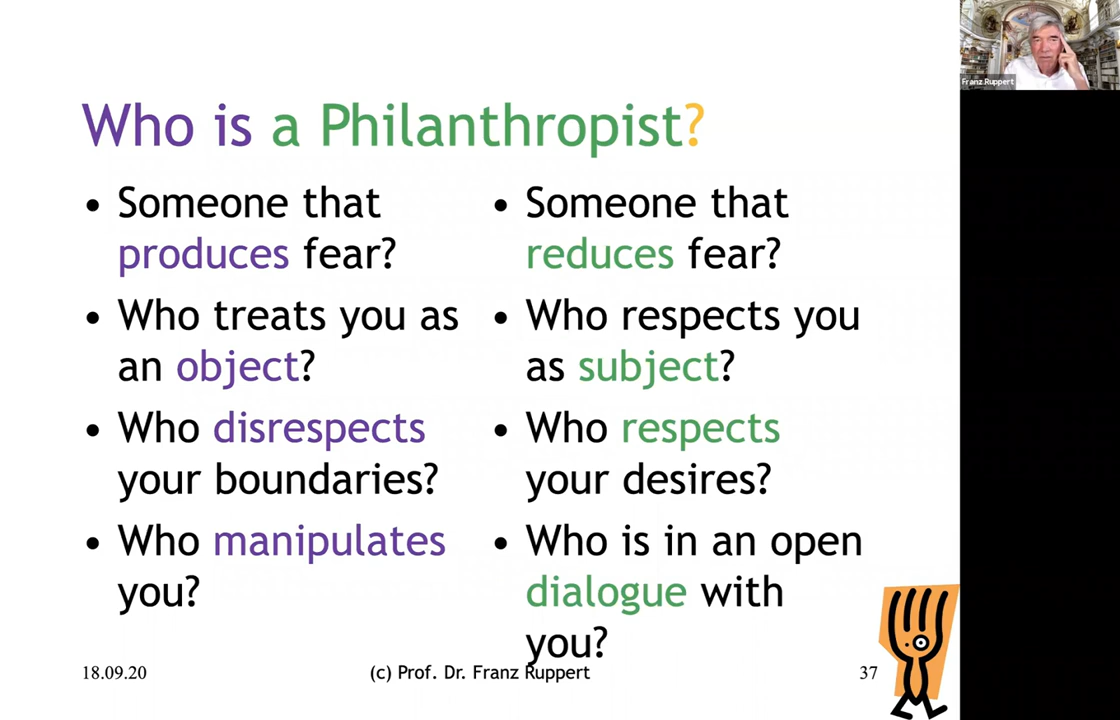 Franz Ruppert
Who is a Philanthropist?
• Someone that
produces fear?
• Who treats you as
an object?
• Who disrespects
your boundaries?
• Who manipulates
you?
• Someone that
reduces fear?
• Who respects you
as subject?
• Who respects
your desires?
• Who is in an open
dialogue with
you?
18.09.20
(c) Prof. Dr. Franz Ruppert
37